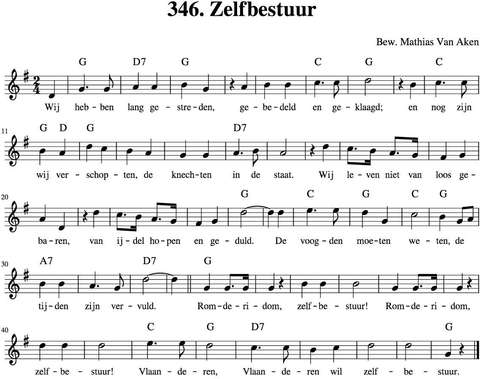 346. Zelfbestuur
Bew. Mathias Van Aken
G D7 G C G C
2 4
Wij heb- ben lang ge- stre- den, ge- be- deld en ge- klaagd; en nog zijn
11 G D G D7
wij ver- schop- ten, de knech- ten in de staat. Wij le- ven niet van loos ge-
20 G C G C G
ba- ren, van ij- del ho- pen en ge- duld. De voog- den moe- ten we- ten, de
30 A7 D7 G
tij- den zijn ver- vuld. Rom- de- ri- dom, zelf- be- stuur! Rom- de- ri- dom,
40 C G D7 G
zelf- be- stuur! Vlaan- de- ren, Vlaan- de- ren wil zelf- be- stuur.